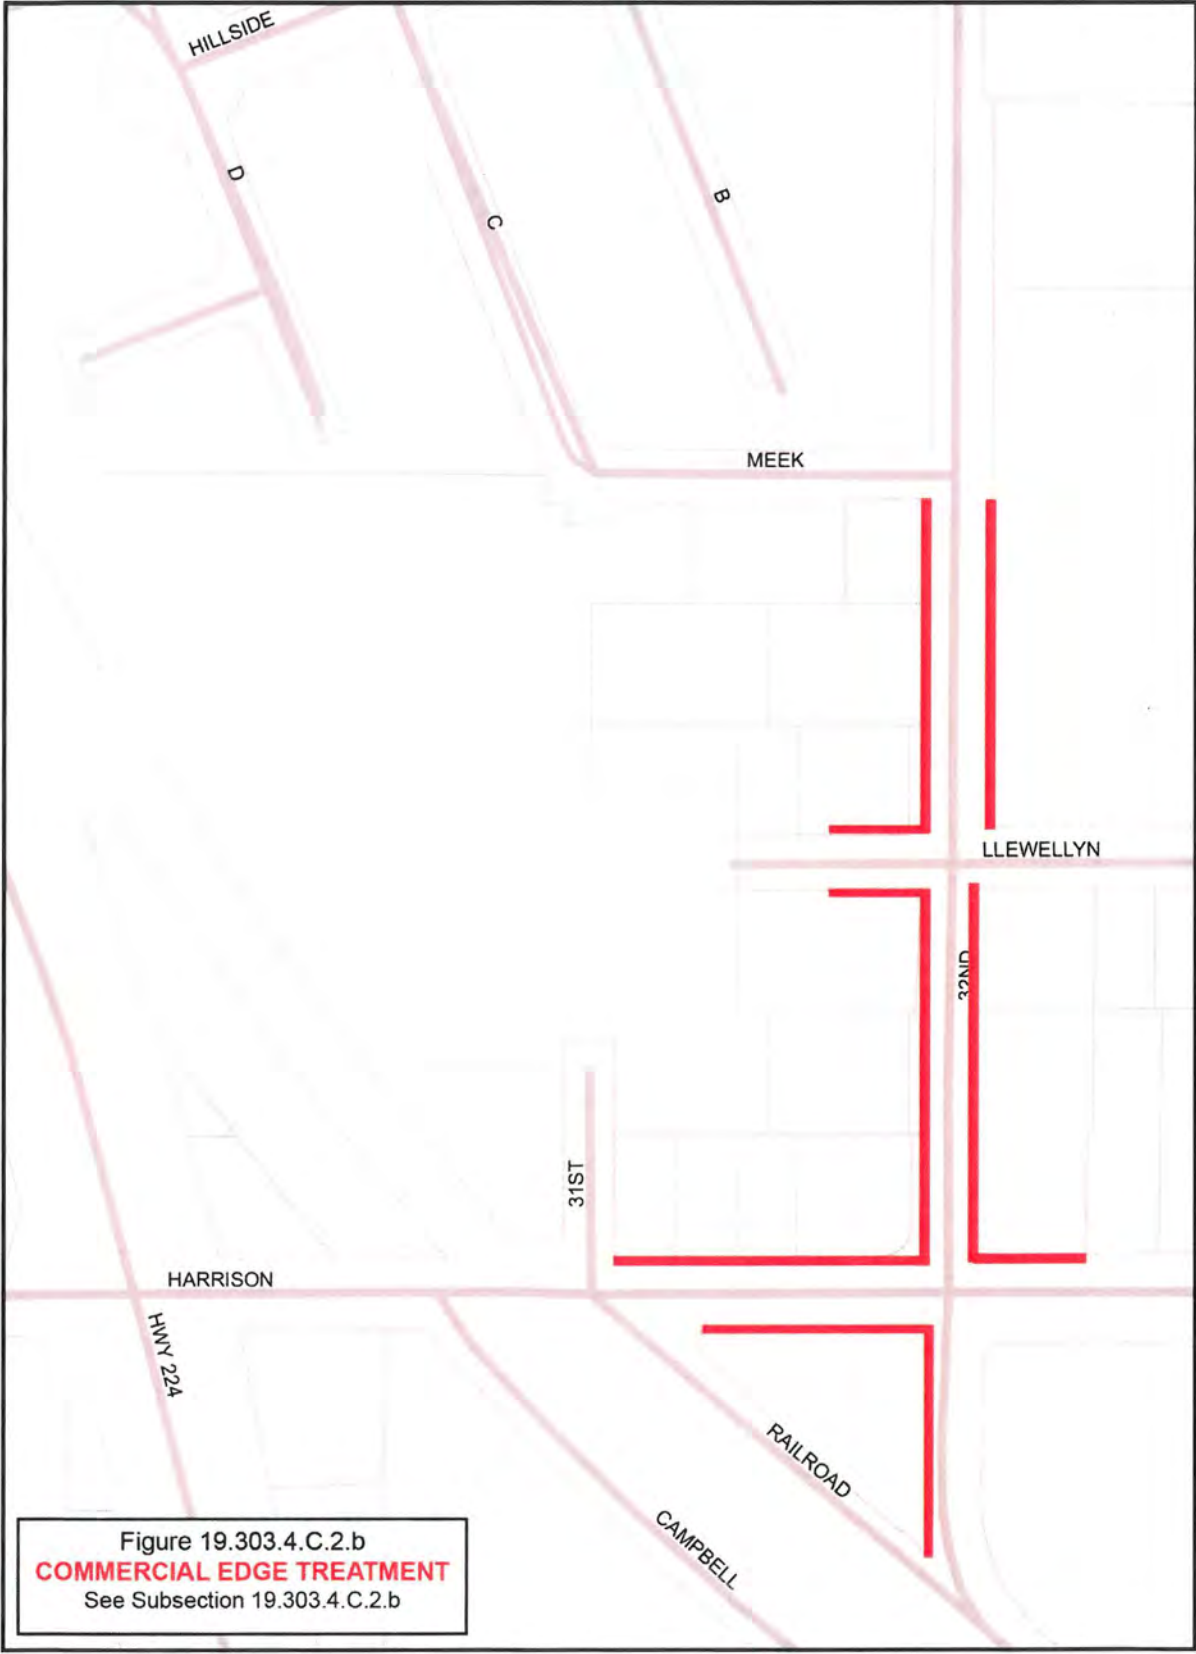 HILLSIDE
D
C
B
MEEK
LLEWELLYN
32ND
31ST
HARRISON
HWY 224
RAILROAD
CAMPBELL
Figure 19.303.4.C.2.b
COMMERCIAL EDGE TREATMENT
See Subsection 19.303.4.C.2.b